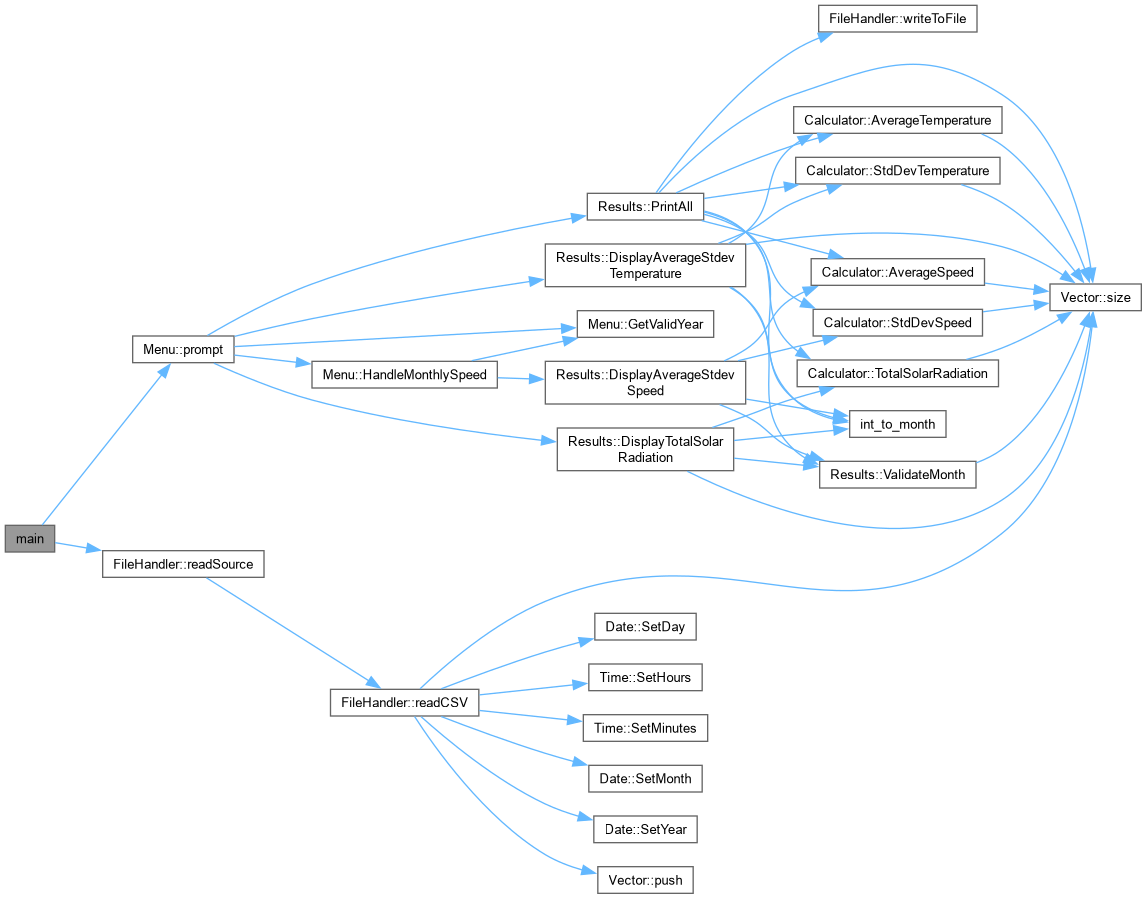 FileHandler::writeToFile
Calculator::AverageTemperature
Calculator::StdDevTemperature
Results::PrintAll
Results::DisplayAverageStdev
Temperature
Calculator::AverageSpeed
Vector::size
Menu::GetValidYear
Calculator::StdDevSpeed
Menu::prompt
Menu::HandleMonthlySpeed
Results::DisplayAverageStdev
Speed
Calculator::TotalSolarRadiation
int_to_month
Results::DisplayTotalSolar
Radiation
Results::ValidateMonth
main
FileHandler::readSource
Date::SetDay
Time::SetHours
FileHandler::readCSV
Time::SetMinutes
Date::SetMonth
Date::SetYear
Vector::push